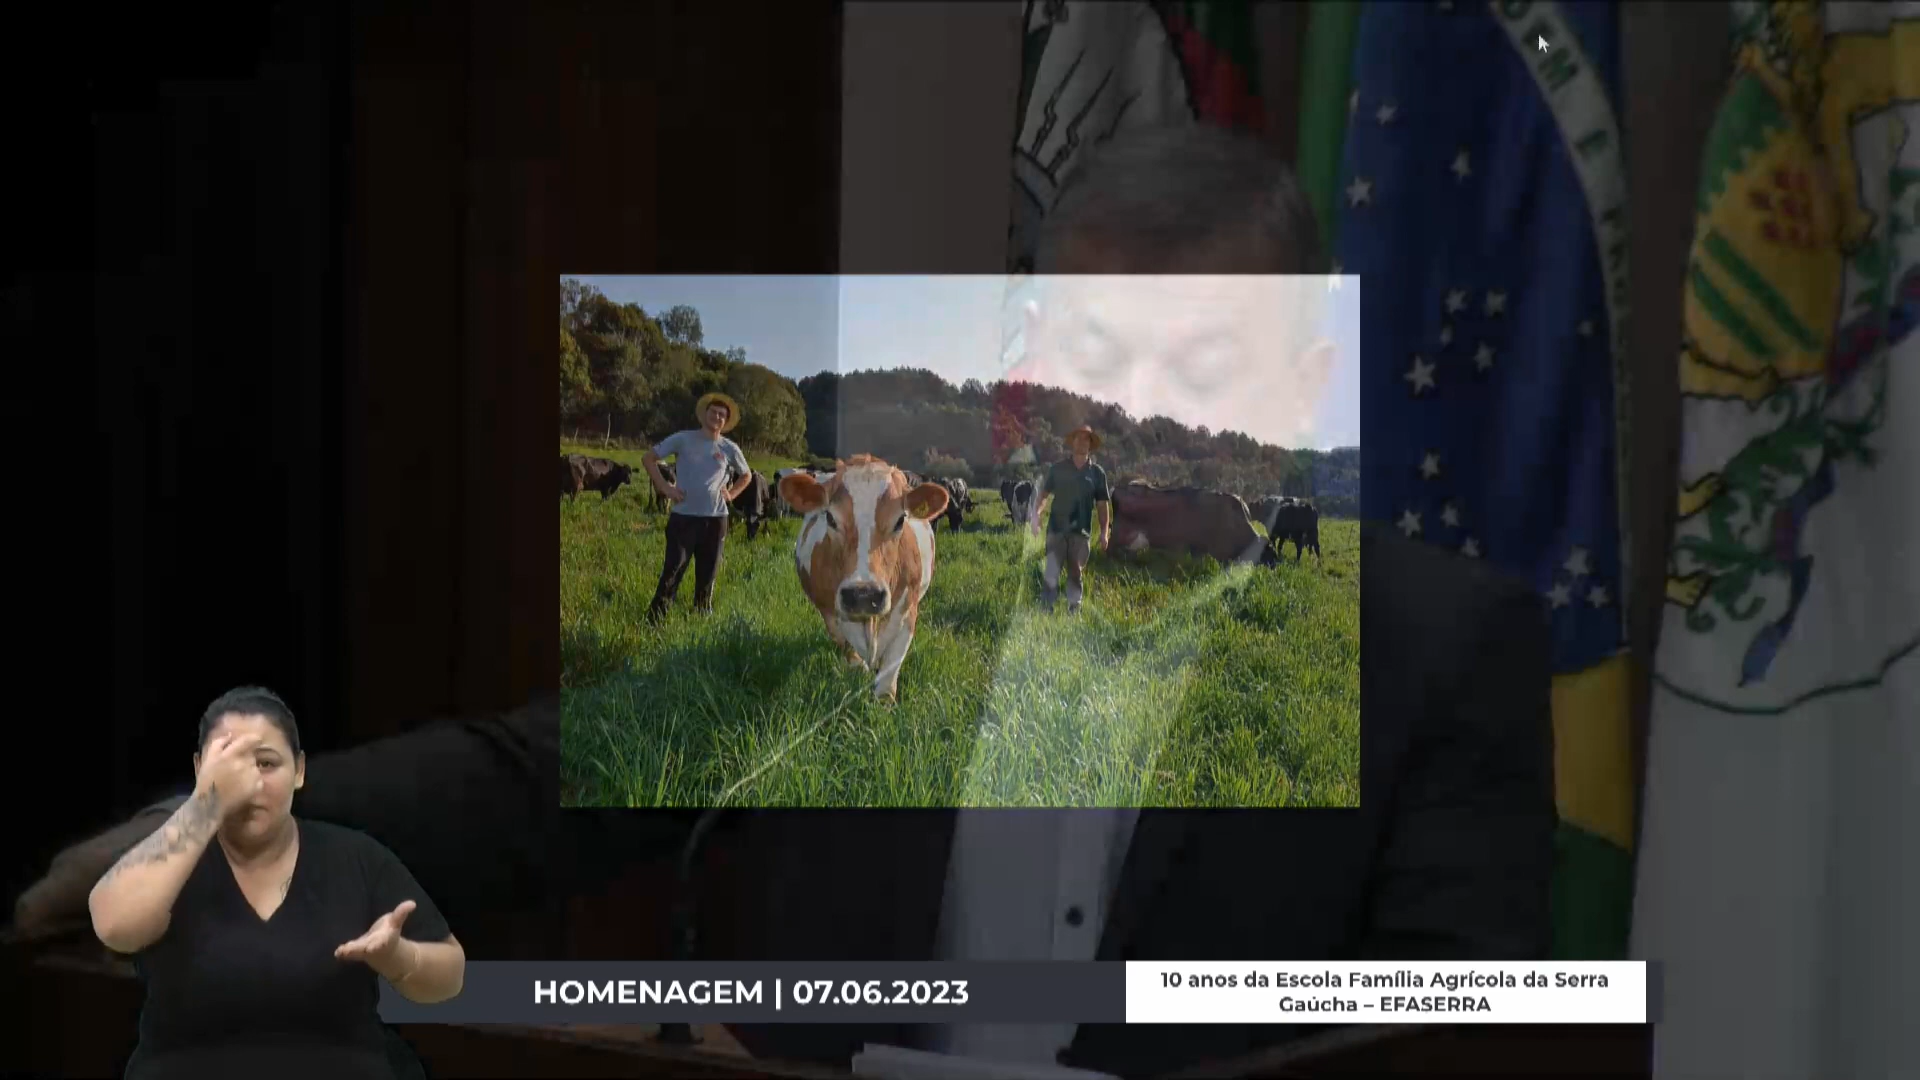 HOMENAGEM | 07.06.2023
10 anos da Escola Família Agrícola da Serra
Gaúcha – EFASERRA